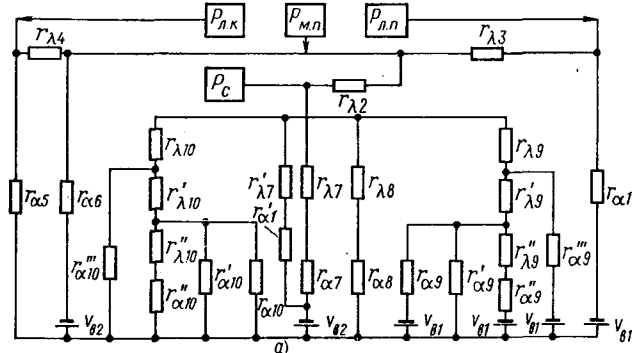 Pл.к Pм.п Pл.п
rλ4 rλ3
Pc rλ2
rλ10 r'λ7 rλ7 rλ8 rλ9
r'λ10 r'α1 r'λ9
rα5 rα6 rα1
r'''α10 r''λ10 r'α10 rα10 rα7 rα8 rα9 r'α9 r''λ9 r'''α9
r''α10 r''α9
vв2 vв2 vв1 vв1 vв1 vв1
а)